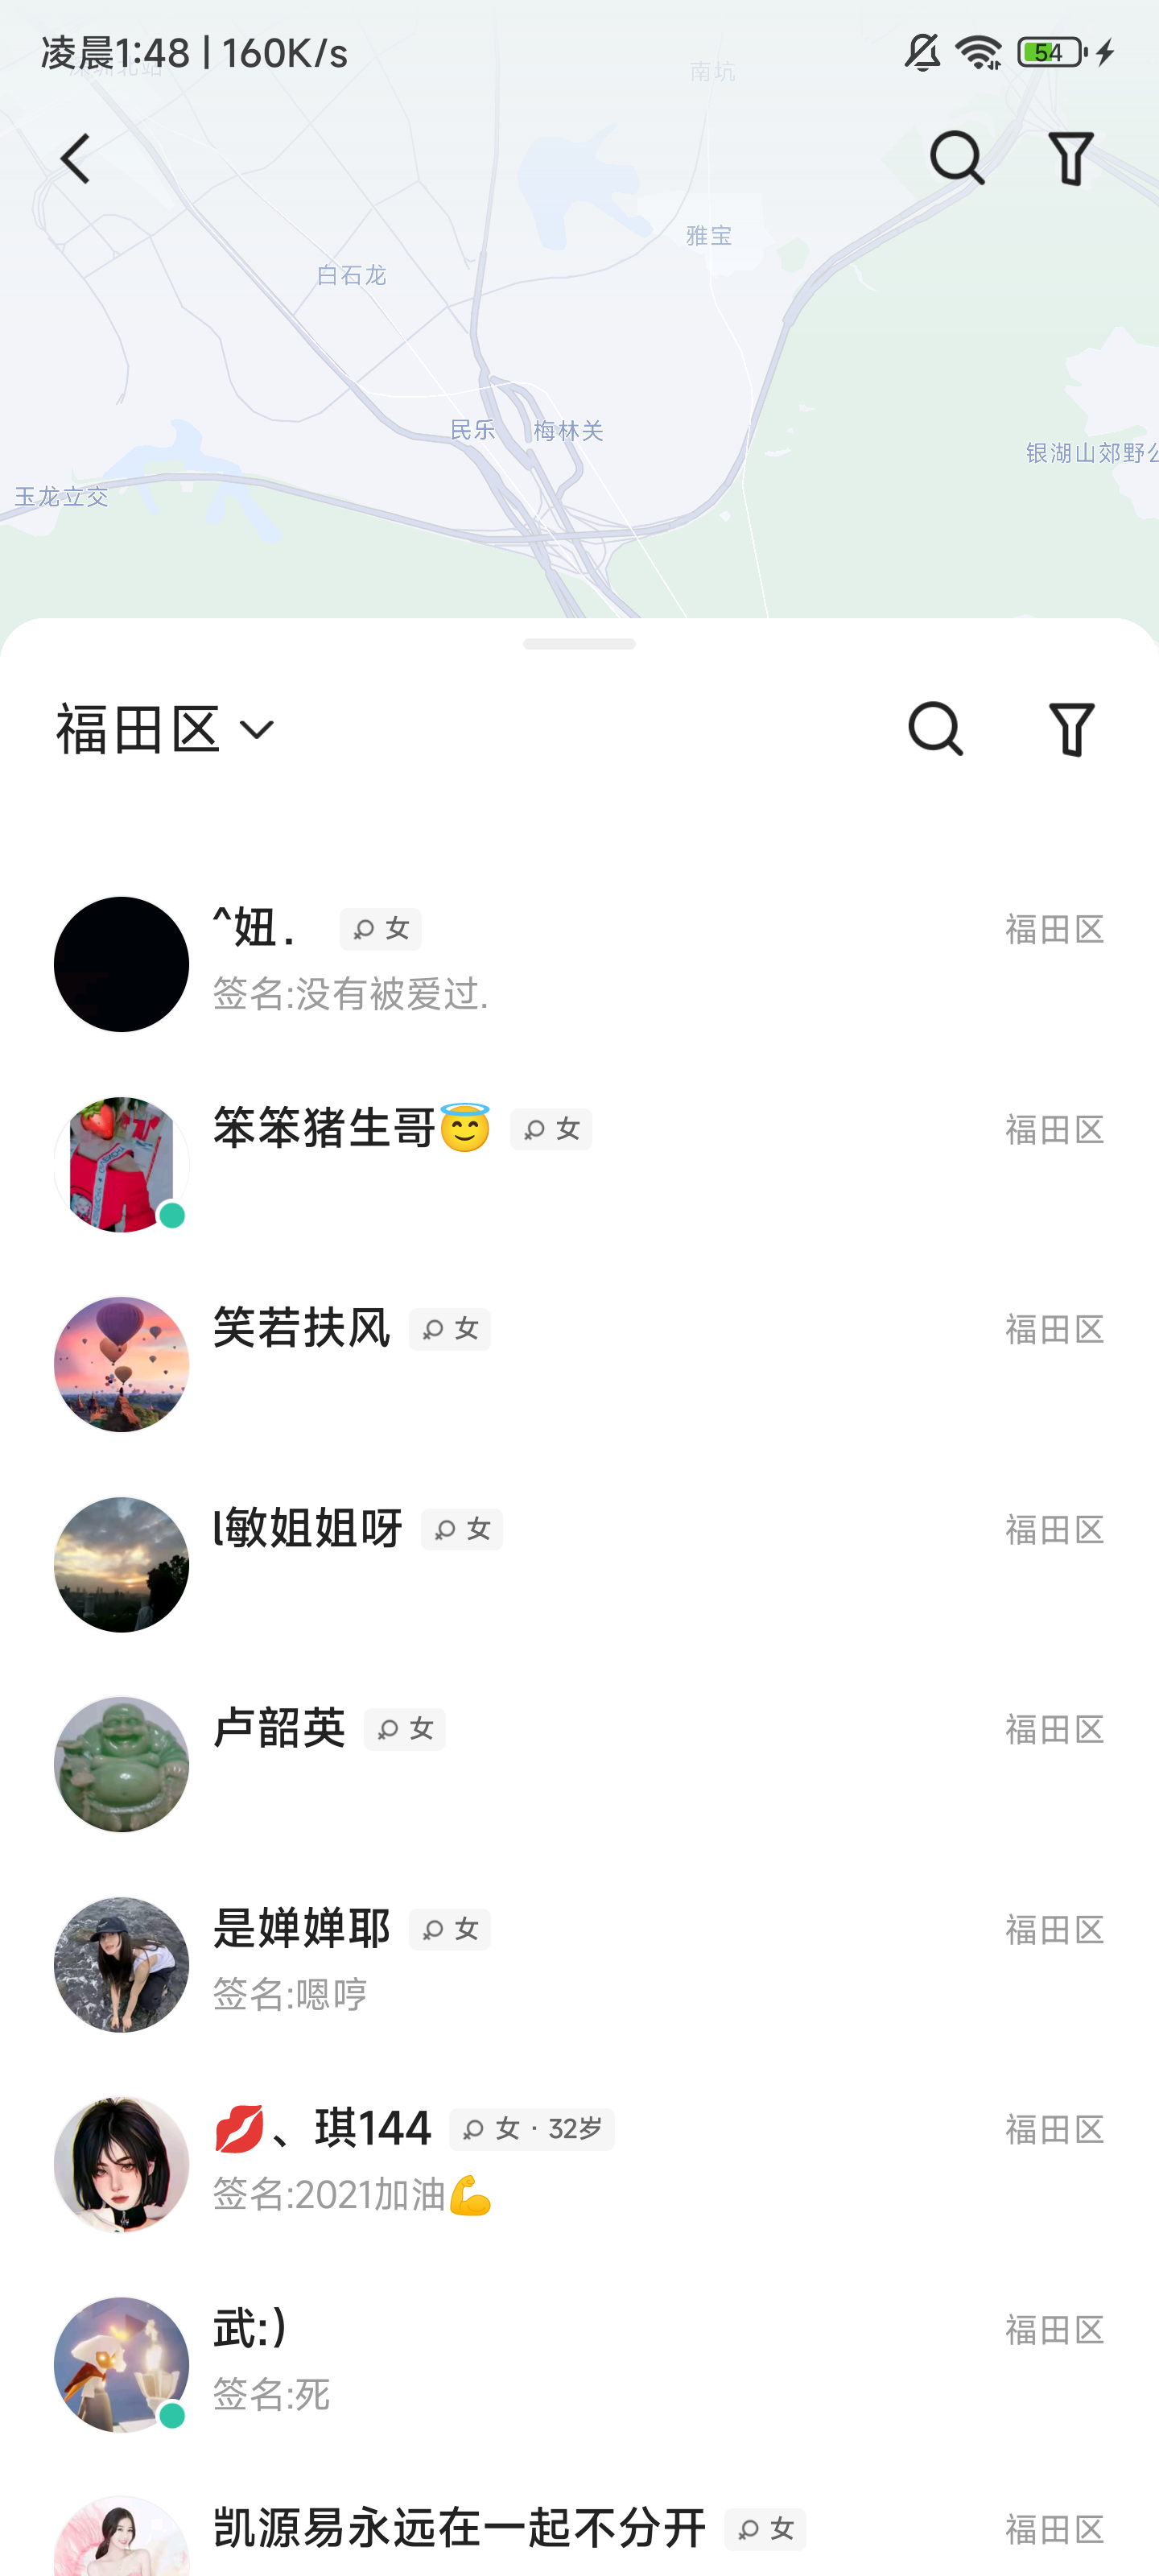 凌晨1:48 | 160K/s
54
深圳北站
南坑
雅宝
白石龙
民乐
梅林关
银湖山郊野公
玉龙立交
福田区
^妞.
女
福田区
签名:没有被爱过.
笨笨猪生哥😇
女
福田区
笑若扶风
女
福田区
l敏姐姐呀
女
福田区
卢韶英
女
福田区
是婵婵耶
女
福田区
签名:嗯哼
💋、琪144
女 · 32岁
福田区
签名:2021加油💪
武:)
福田区
签名:死
凯源易永远在一起不分开
女
福田区